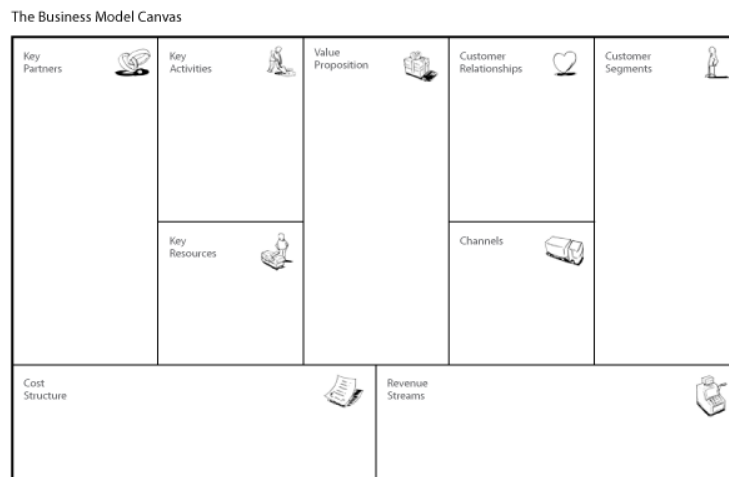 The Business Model Canvas
Key
Partners
Key
Activities
Value
Proposition
Customer
Relationships
Customer
Segments
Key
Resources
Channels
Cost
Structure
Revenue
Streams